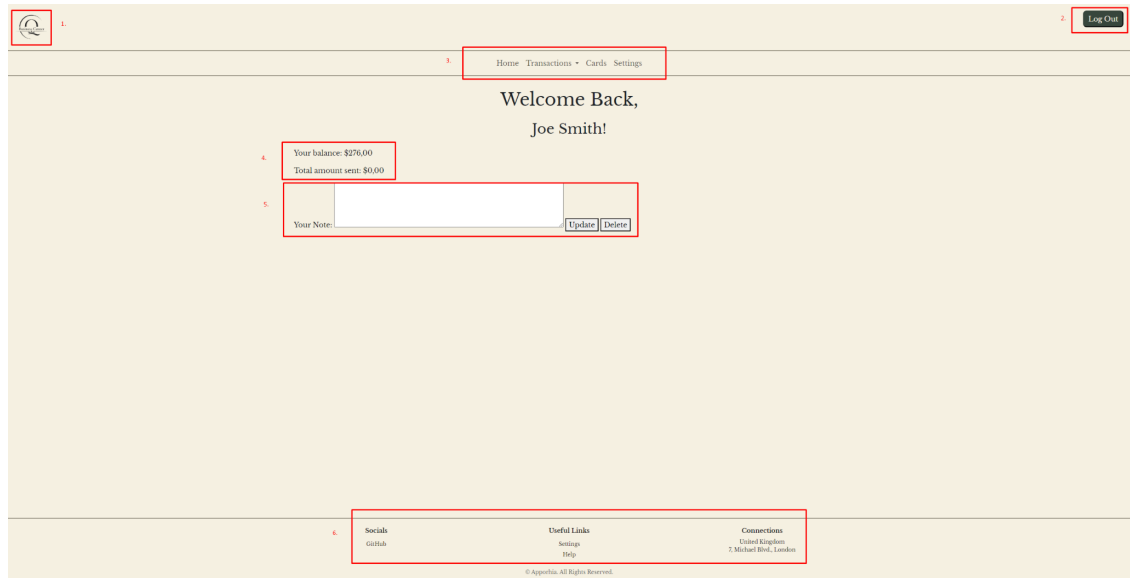 1.
2.
Log Out
3.
Home Transactions Cards Settings
Welcome Back,
Joe Smith!
4.
Your balance: $276,00
Total amount sent: $0,00
5.
Your Note:
Update Delete
6.
Socials
GitHub
Useful Links
Settings
Help
Connections
United Kingdom
7, Michael Blvd., London
© Apporbia. All Rights Reserved.